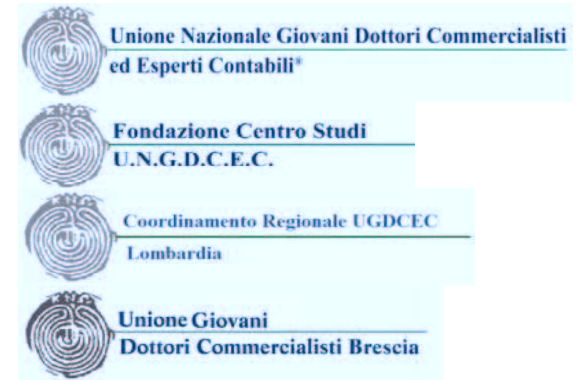 Unione Nazionale Giovani Dottori Commercialisti
ed Esperti Contabili*
Fondazione Centro Studi
U.N.G.D.C.E.C.
Coordinamento Regionale UGDCEC
Lombardia
Unione Giovani
Dottori Commercialisti Brescia